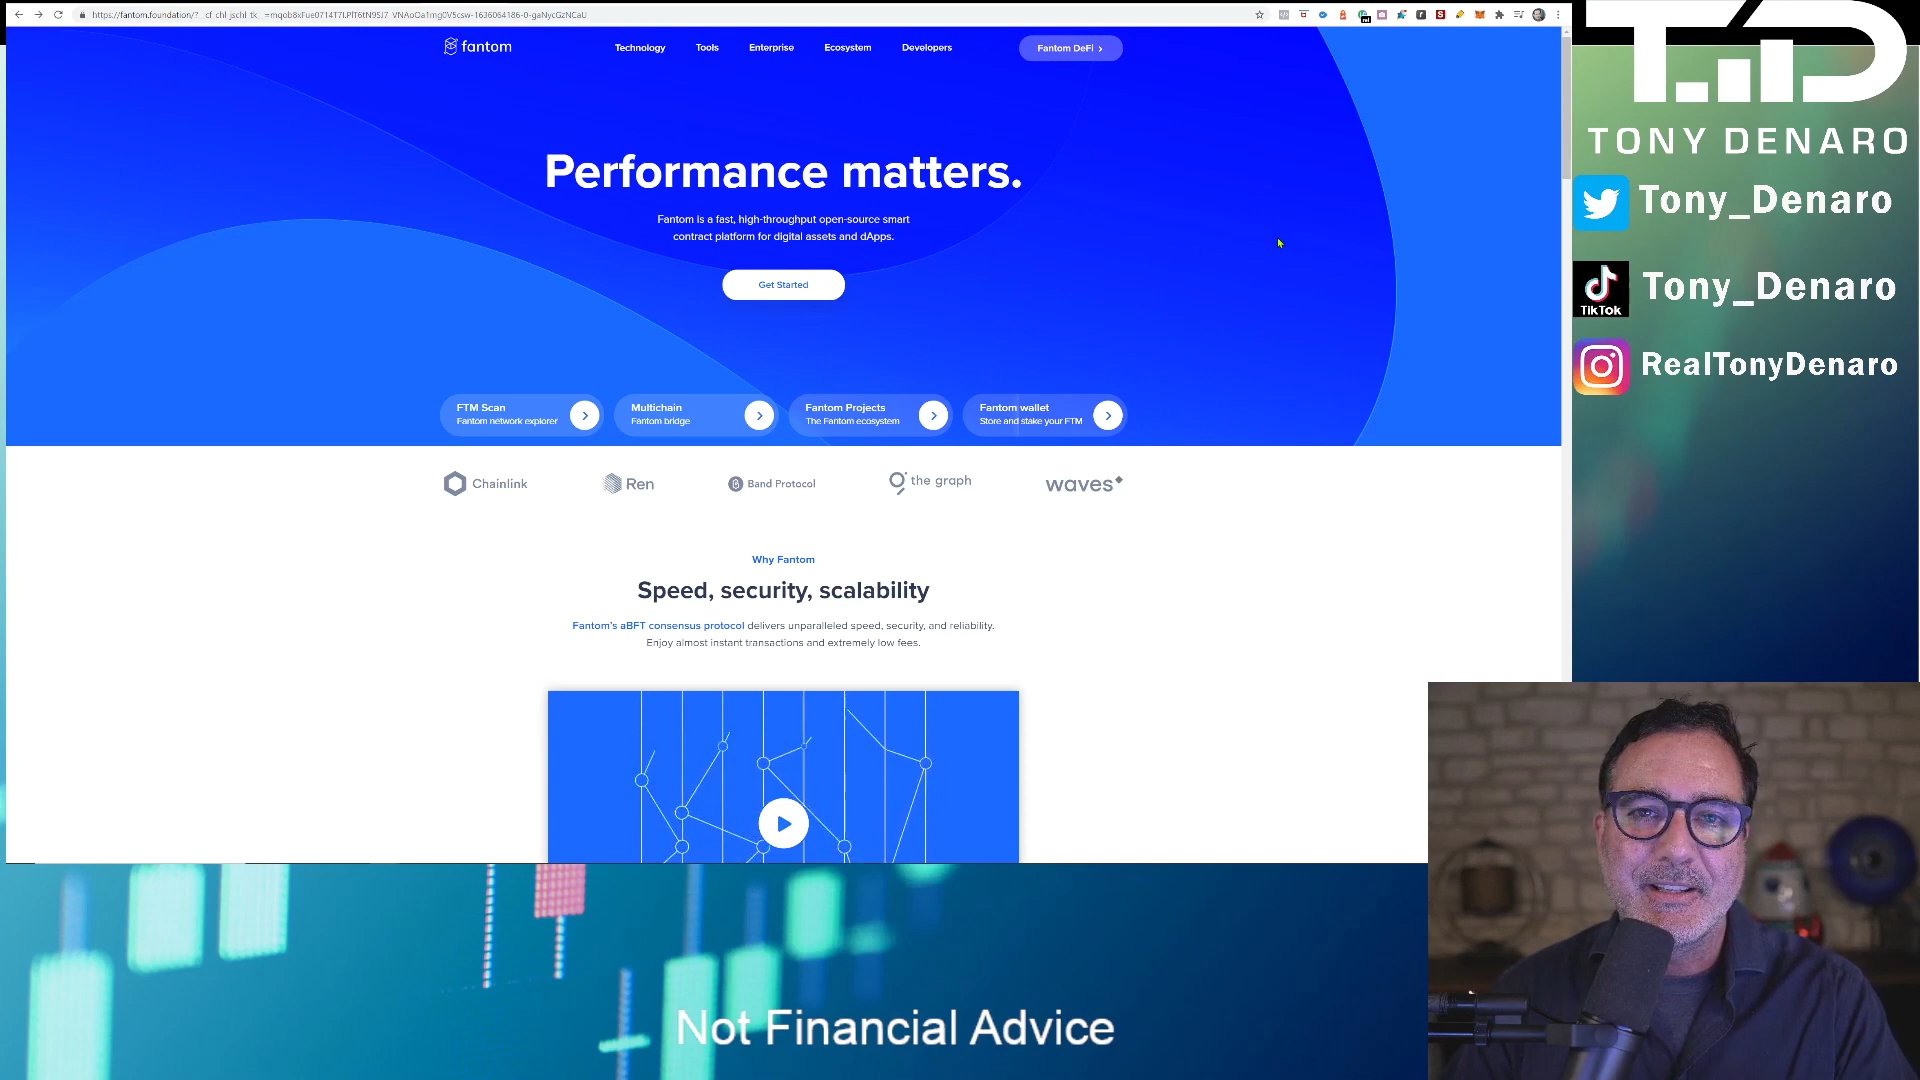 fantom
Technology
Tools
Enterprise
Ecosystem
Developers
Fantom DeFi
Performance matters.
Fantom is a fast, high-throughput open-source smart
contract platform for digital assets and dApps.
Get Started
FTM Scan
Fantom network explorer
Multichain
Fantom bridge
Fantom Projects
The Fantom ecosystem
Fantom wallet
Store and stake your FTM
Chainlink
Ren
Band Protocol
the graph
waves
Why Fantom
Speed, security, scalability
Fantom's aBFT consensus protocol delivers unparalleled speed, security, and reliability.
Enjoy almost instant transactions and extremely low fees.
TONY DENARO
Tony_Denaro
TikTok
Tony_Denaro
RealTonyDenaro
Not Financial Advice